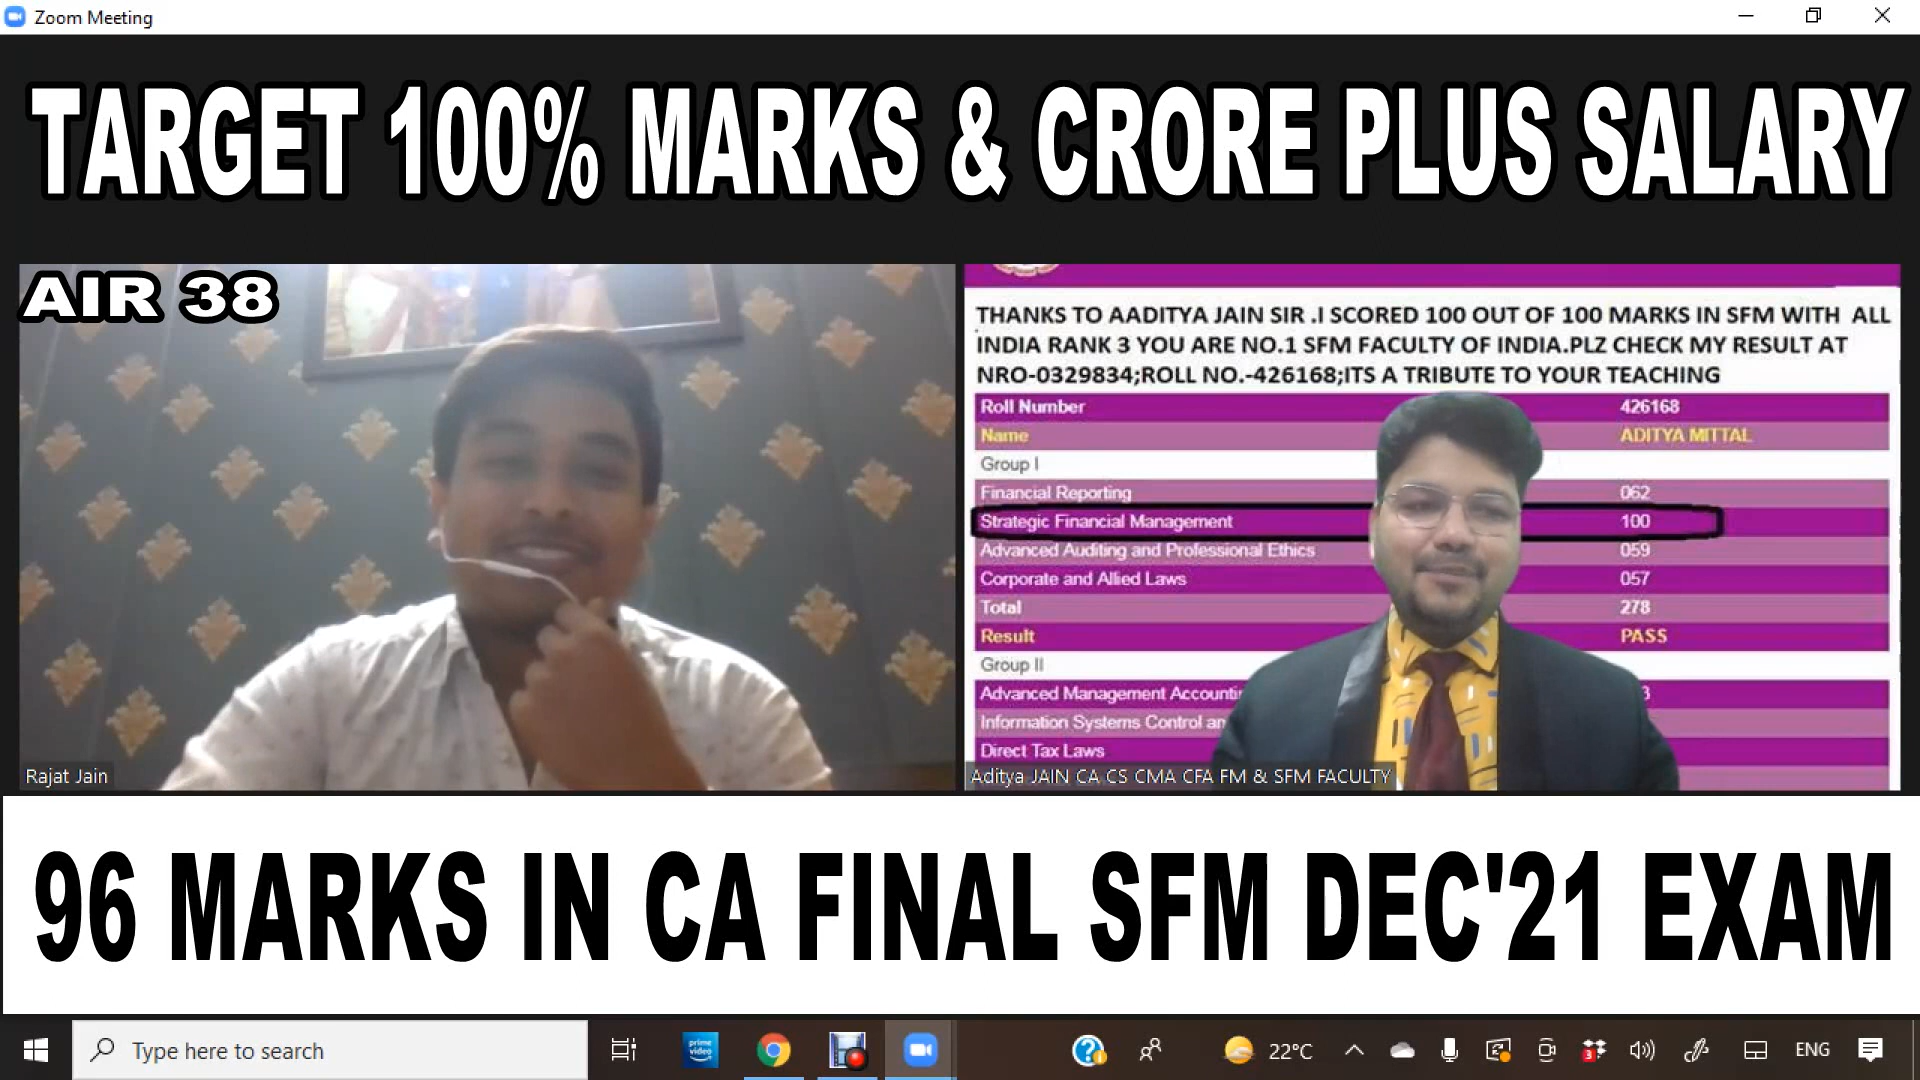 Zoom Meeting
TARGET 100% MARKS & CRORE PLUS SALARY
AIR 38
Rajat Jain
THANKS TO AADITYA JAIN SIR .I SCORED 100 OUT OF 100 MARKS IN SFM WITH ALL
INDIA RANK 3 YOU ARE NO.1 SFM FACULTY OF INDIA.PLZ CHECK MY RESULT AT
NRO-0329834;ROLL NO.-426168;ITS A TRIBUTE TO YOUR TEACHING
Roll Number 426168
Name ADITYA MITTAL
Group I
Financial Reporting 062
Strategic Financial Management 100
Advanced Auditing and Professional Ethics 059
Corporate and Allied Laws 057
Total 278
Result PASS
Group II
Advanced Management
Information Systems Control
Direct Tax Laws
Aditya JAIN CA CS CMA CFA FM & SFM FACULTY
96 MARKS IN CA FINAL SFM DEC'21 EXAM
Type here to search
prime video
22°C
3
ENG